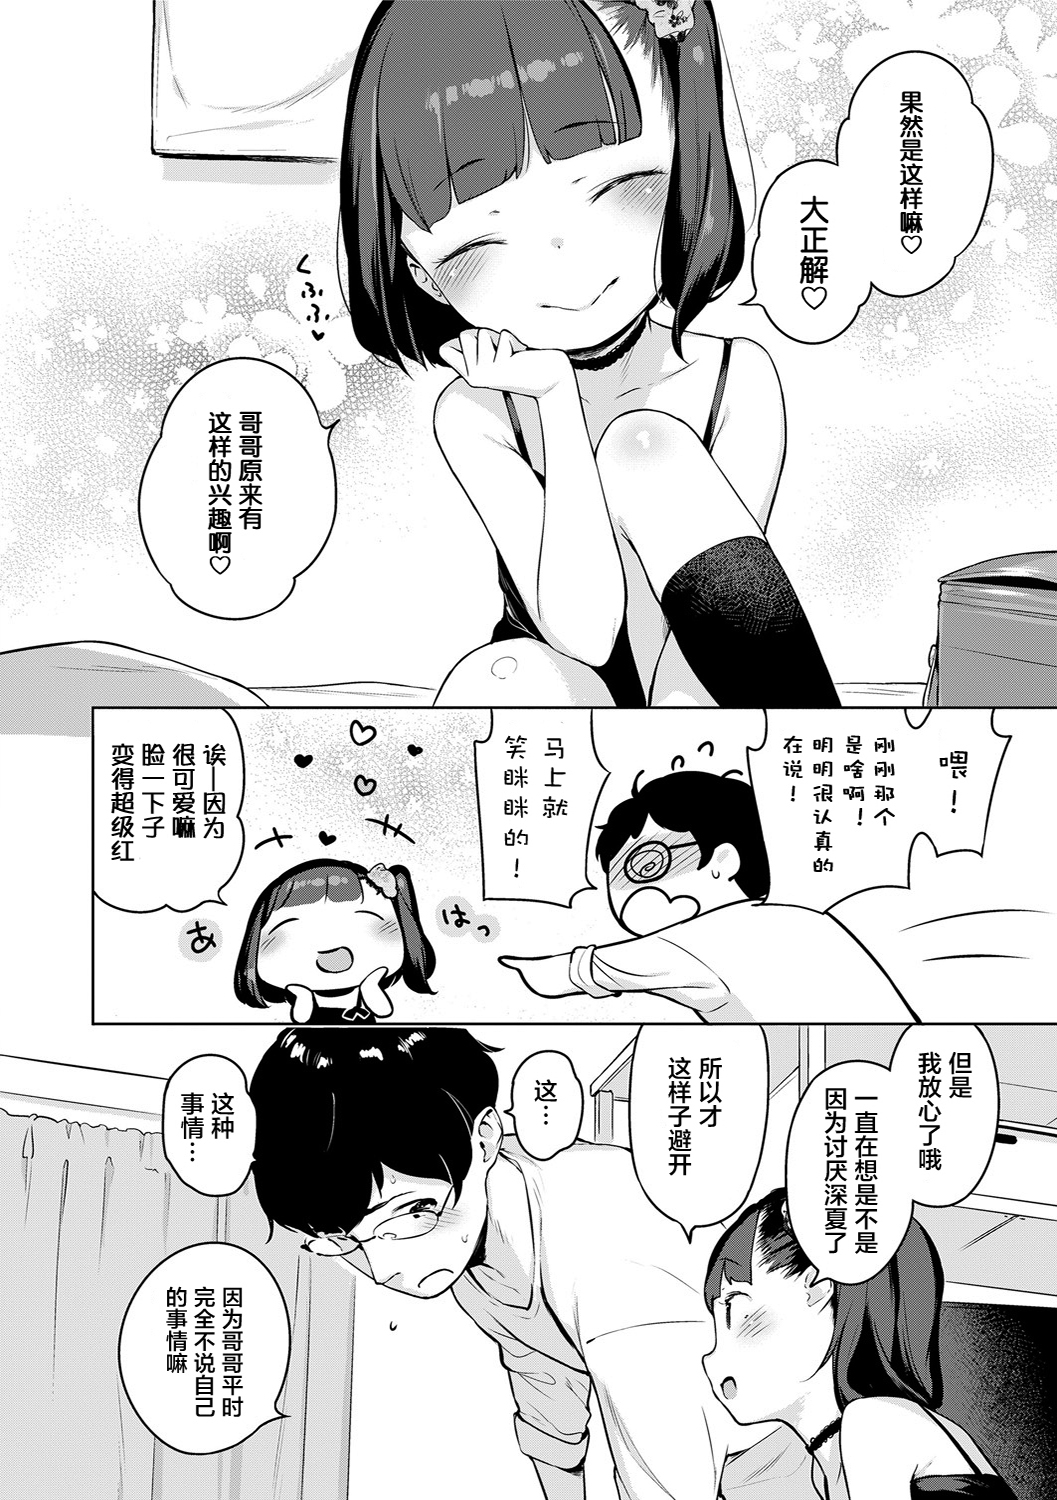 果然是这样嘛♡
大正解♡
くふふ♥
哥哥原来有
这样的兴趣啊♡
喂！
刚刚那个
是啥啊！
明明很认真的
在说！
马上就
笑眯眯的！
诶—因为
很可爱嘛
脸一下子
变得超级红
あ
はっ
但是
我放心了哦
一直在想是不是
因为讨厌深夏了
所以才
这样子避开
这…
这种
事情…
因为哥哥平时
完全不说自己
的事情嘛